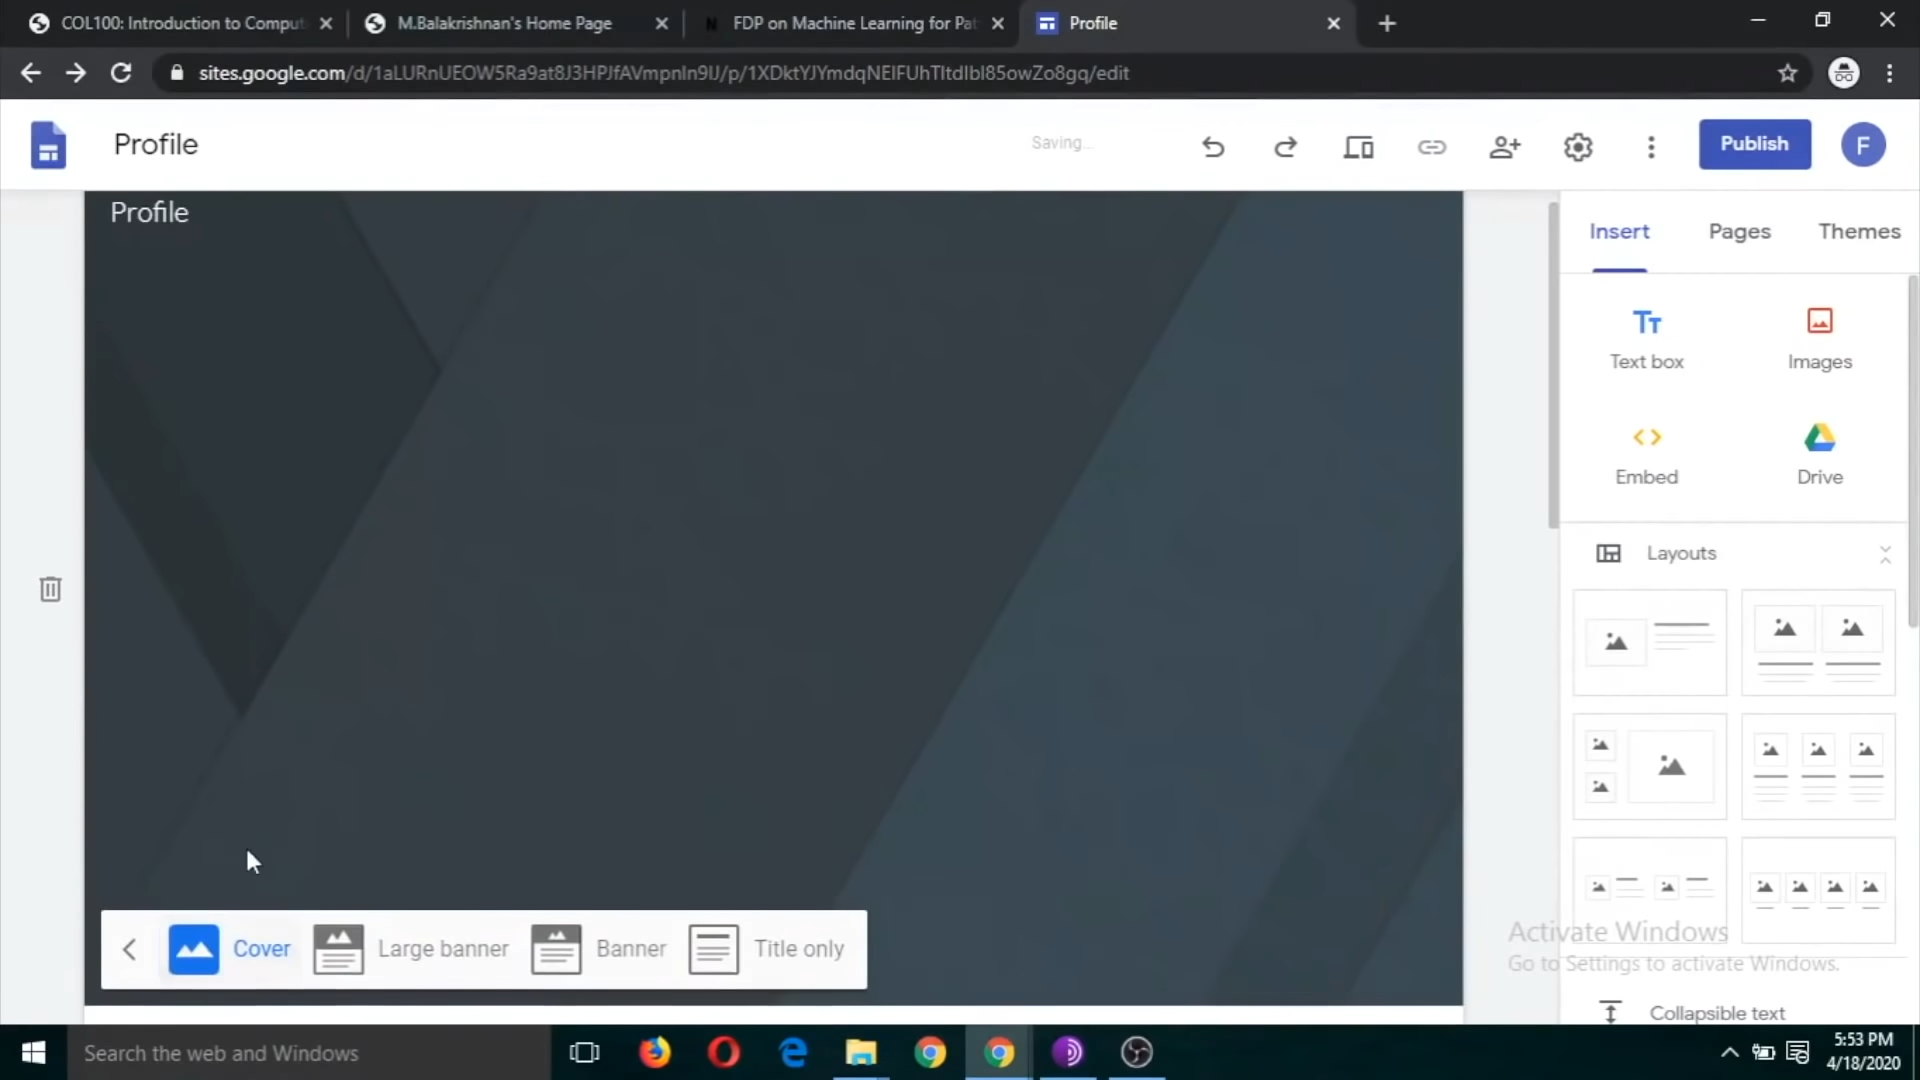 COL100: Introduction to Comput
M.Balakrishnan's Home Page
FDP on Machine Learning for Pat
Profile
sites.google.com/d/1aLURnUEOW5Ra9at8J3HPJfAVmpnIn9IJ/p/1XDktYJYmdqNEIFUhTItdIbl85owZo8gq/edit
Profile
Saving...
Publish
F
Profile
Insert
Pages
Themes
Text box
Images
Embed
Drive
Layouts
Cover
Large banner
Banner
Title only
Activate Windows
Go to Settings to activate Windows.
Collapsible text
Search the web and Windows
5:53 PM
4/18/2020